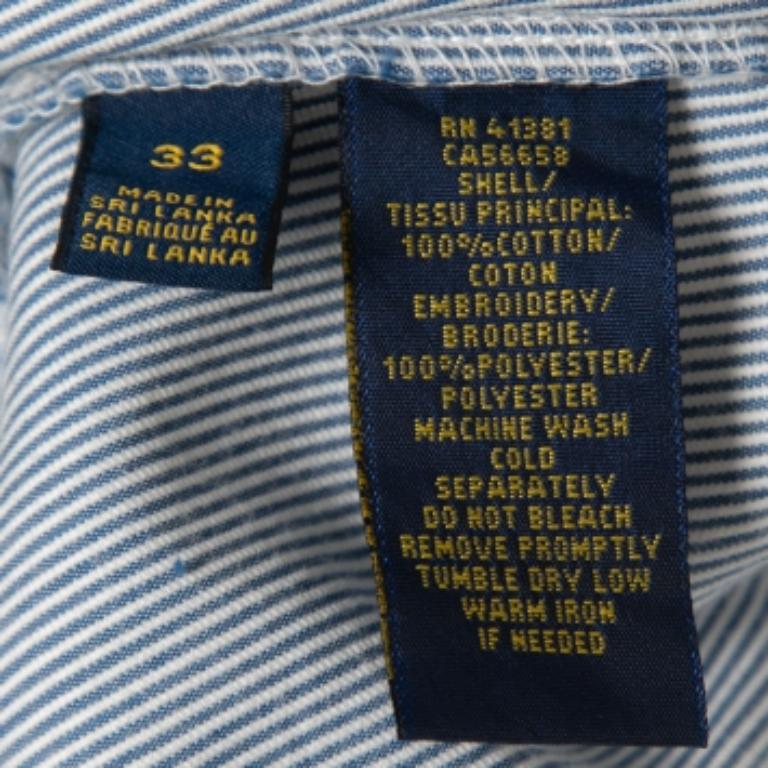 33
MADE IN
SRI LANKA
FABRIQUÉ AU
SRI LANKA
RN 41381
CA56658
SHELL/
TISSU PRINCIPAL:
100%COTTON/
COTON
EMBROIDERY/
BRODERIE:
100%POLYESTER/
POLYESTER
MACHINE WASH
COLD
SEPARATELY
DO NOT BLEACH
REMOVE PROMPTLY
TUMBLE DRY LOW
WARM IRON
IF NEEDED